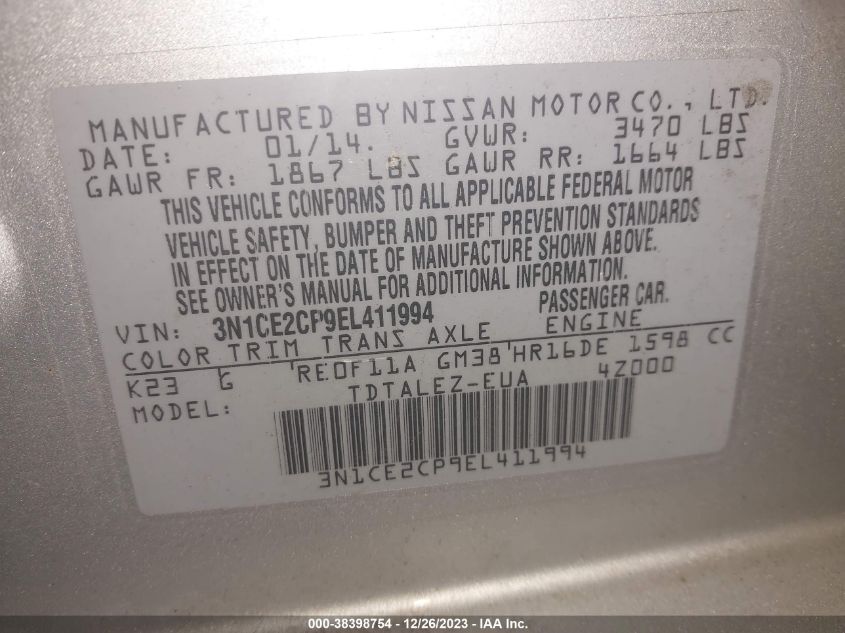 MANUFACTURED BY NISSAN MOTOR CO., LTD.
DATE: 01/14. GVWR: 3470 LBS
GAWR FR: 1867 LBS GAWR RR: 1664 LBS
THIS VEHICLE CONFORMS TO ALL APPLICABLE FEDERAL MOTOR
VEHICLE SAFETY, BUMPER AND THEFT PREVENTION STANDARDS
IN EFFECT ON THE DATE OF MANUFACTURE SHOWN ABOVE.
SEE OWNER'S MANUAL FOR ADDITIONAL INFORMATION.
VIN: 3N1CE2CP9EL411994 PASSENGER CAR.
COLOR TRIM TRANS AXLE ENGINE
K23 G RE0F11A GM38 HR16DE 1598 CC
MODEL: TDTALEZ-EUA 4Z000
3N1CE2CP9EL411994
000-38398754 - 12/26/2023 - IAA Inc.